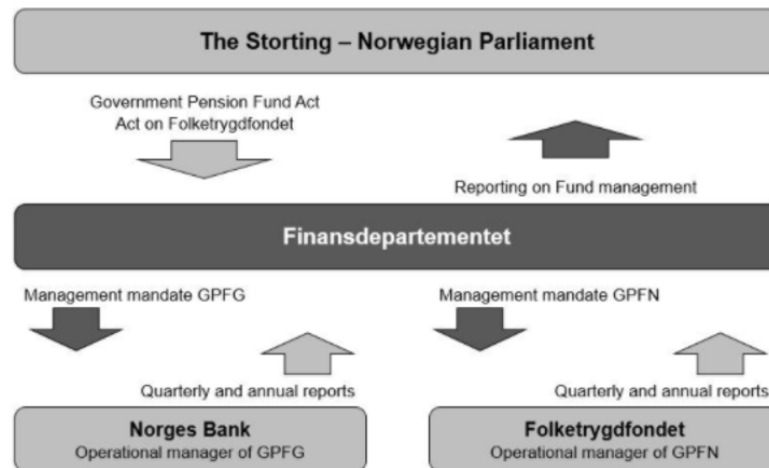 The Storting – Norwegian Parliament
Government Pension Fund Act
Act on Folketrygdfondet
Reporting on Fund management
Finansdepartementet
Management mandate GPFG
Management mandate GPFN
Quarterly and annual reports
Quarterly and annual reports
Norges Bank
Operational manager of GPFG
Folketrygdfondet
Operational manager of GPFN